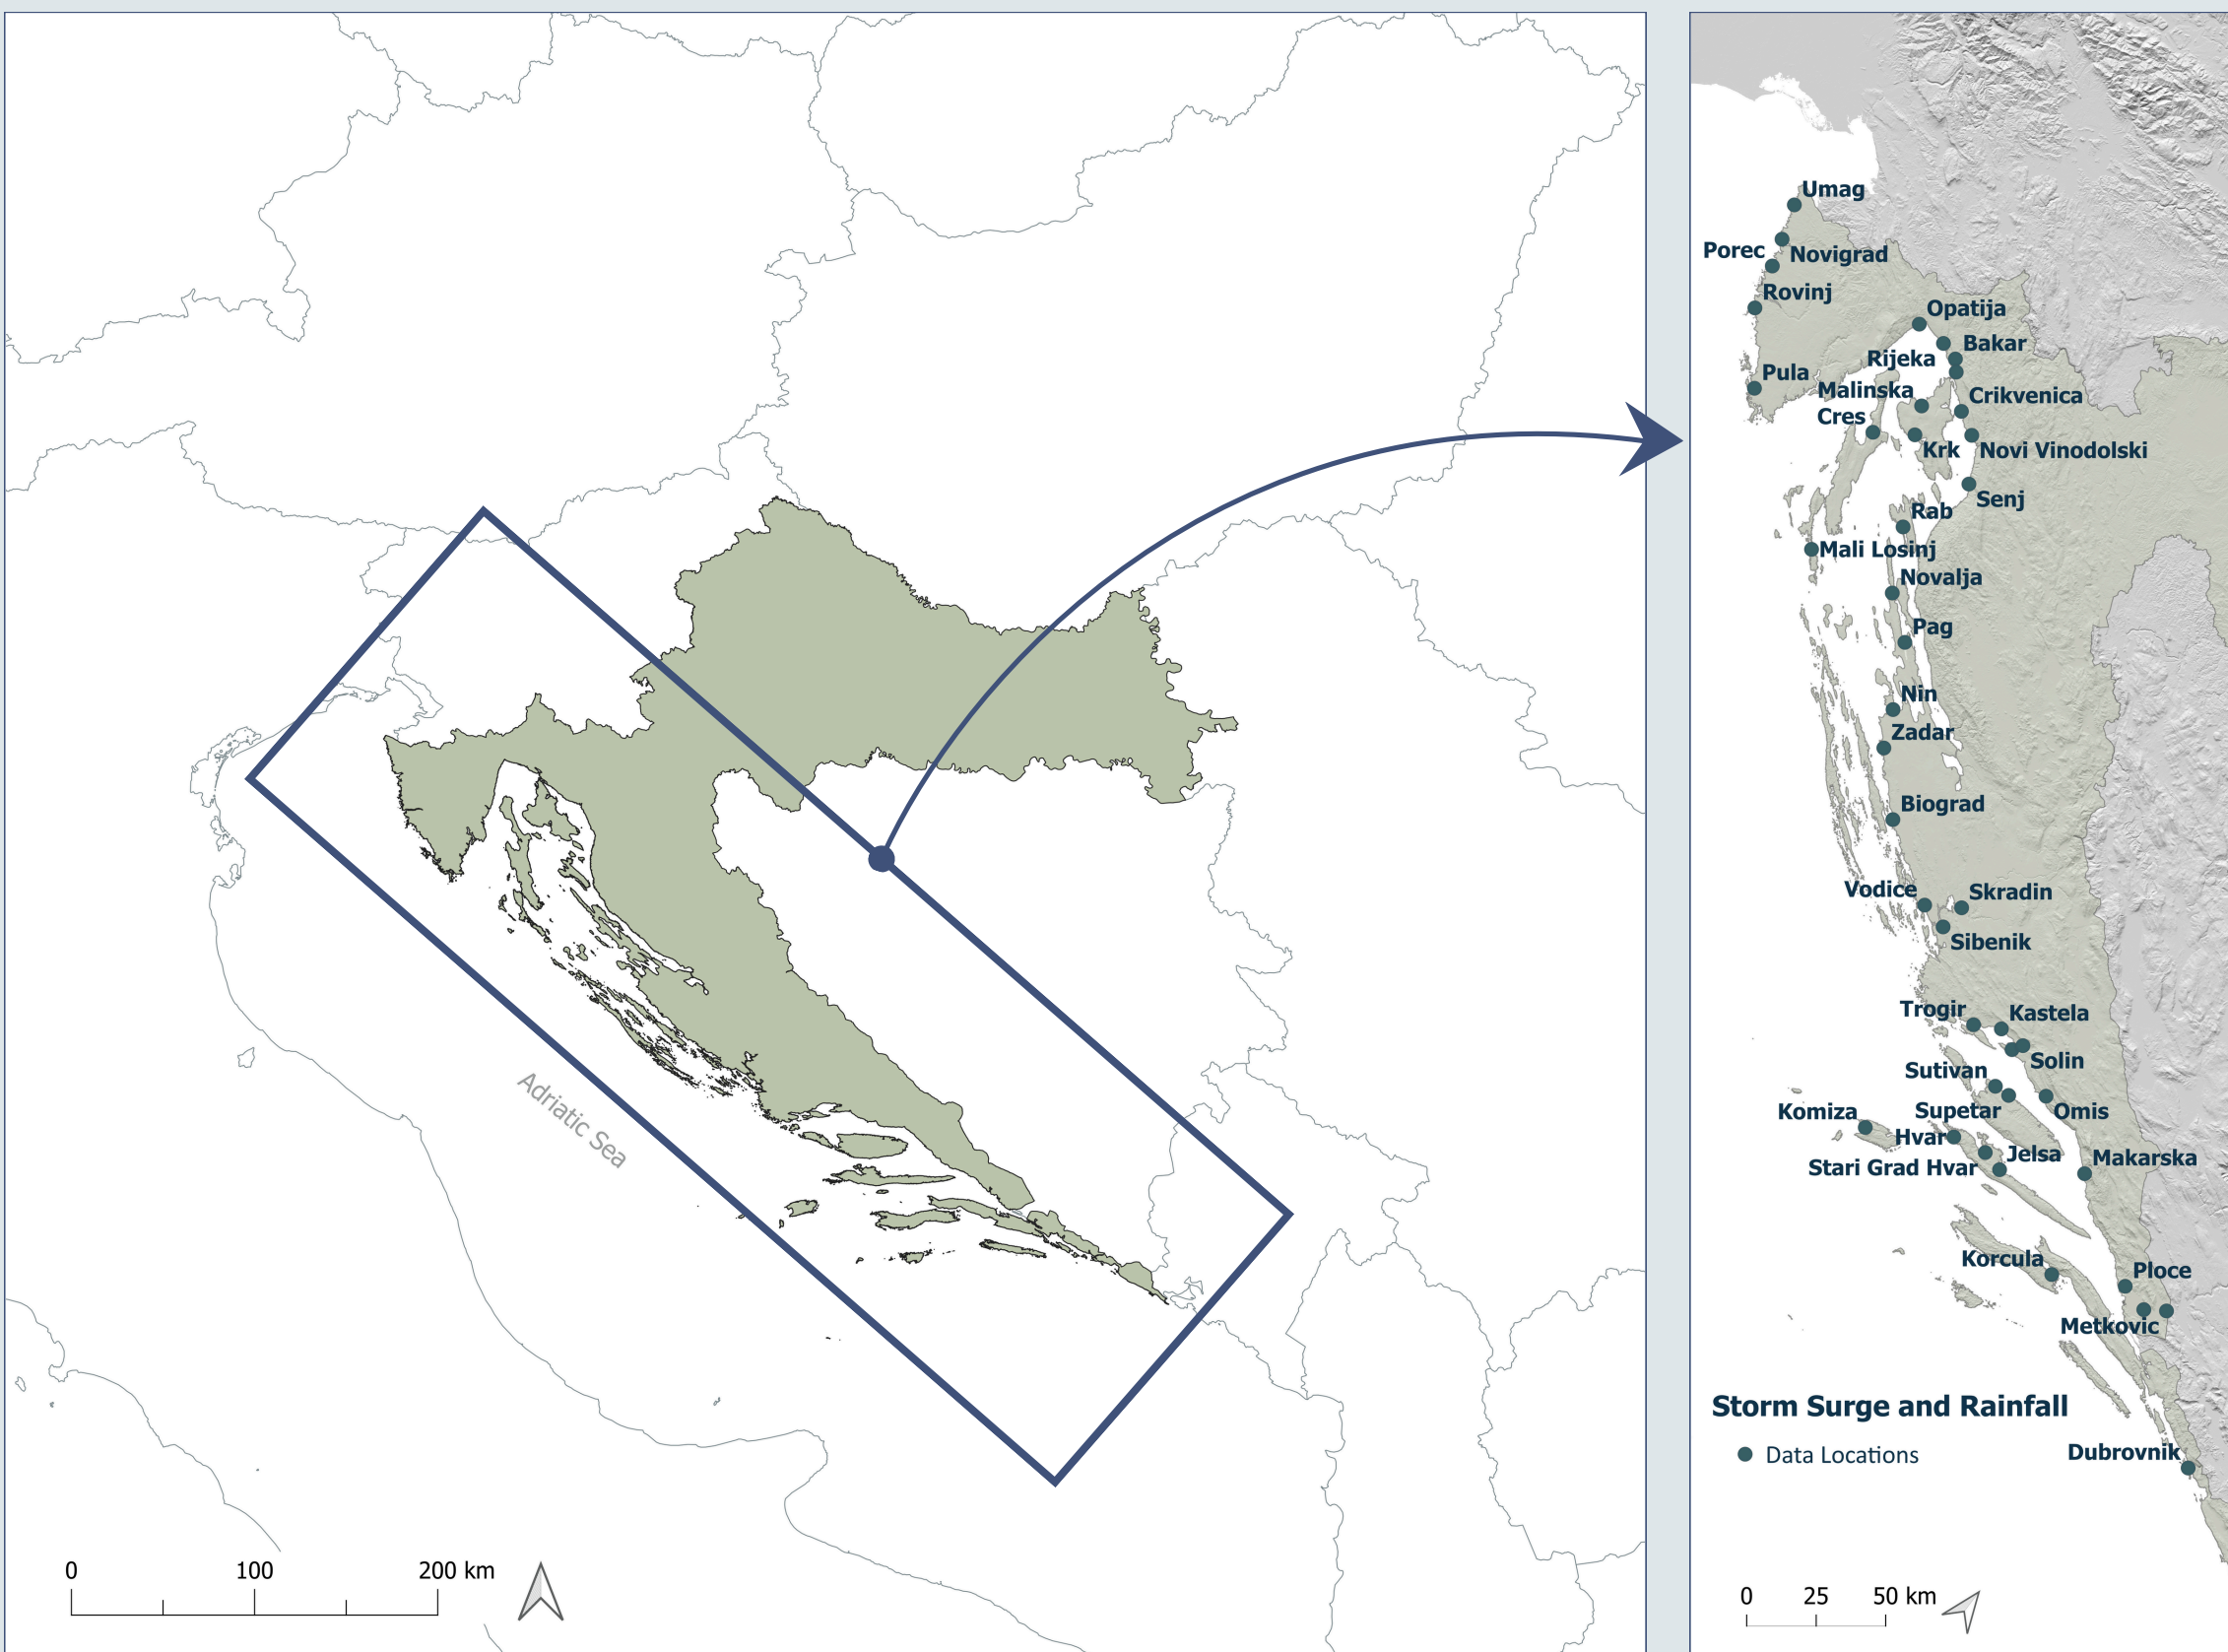 Adriatic Sea
0 100 200 km
Umag
Porec
Novigrad
Rovinj
Opatija
Bakar
Rijeka
Pula
Malinska
Crikvenica
Cres
Krk
Novi Vinodolski
Senj
Rab
Mali Losinj
Novalja
Pag
Nin
Zadar
Biograd
Vodice
Skradin
Sibenik
Trogir
Kastela
Solin
Sutivan
Supetar
Omis
Komiza
Hvar
Jelsa
Makarska
Stari Grad Hvar
Korcula
Ploce
Metkovic
Storm Surge and Rainfall
Data Locations
Dubrovnik
0 25 50 km